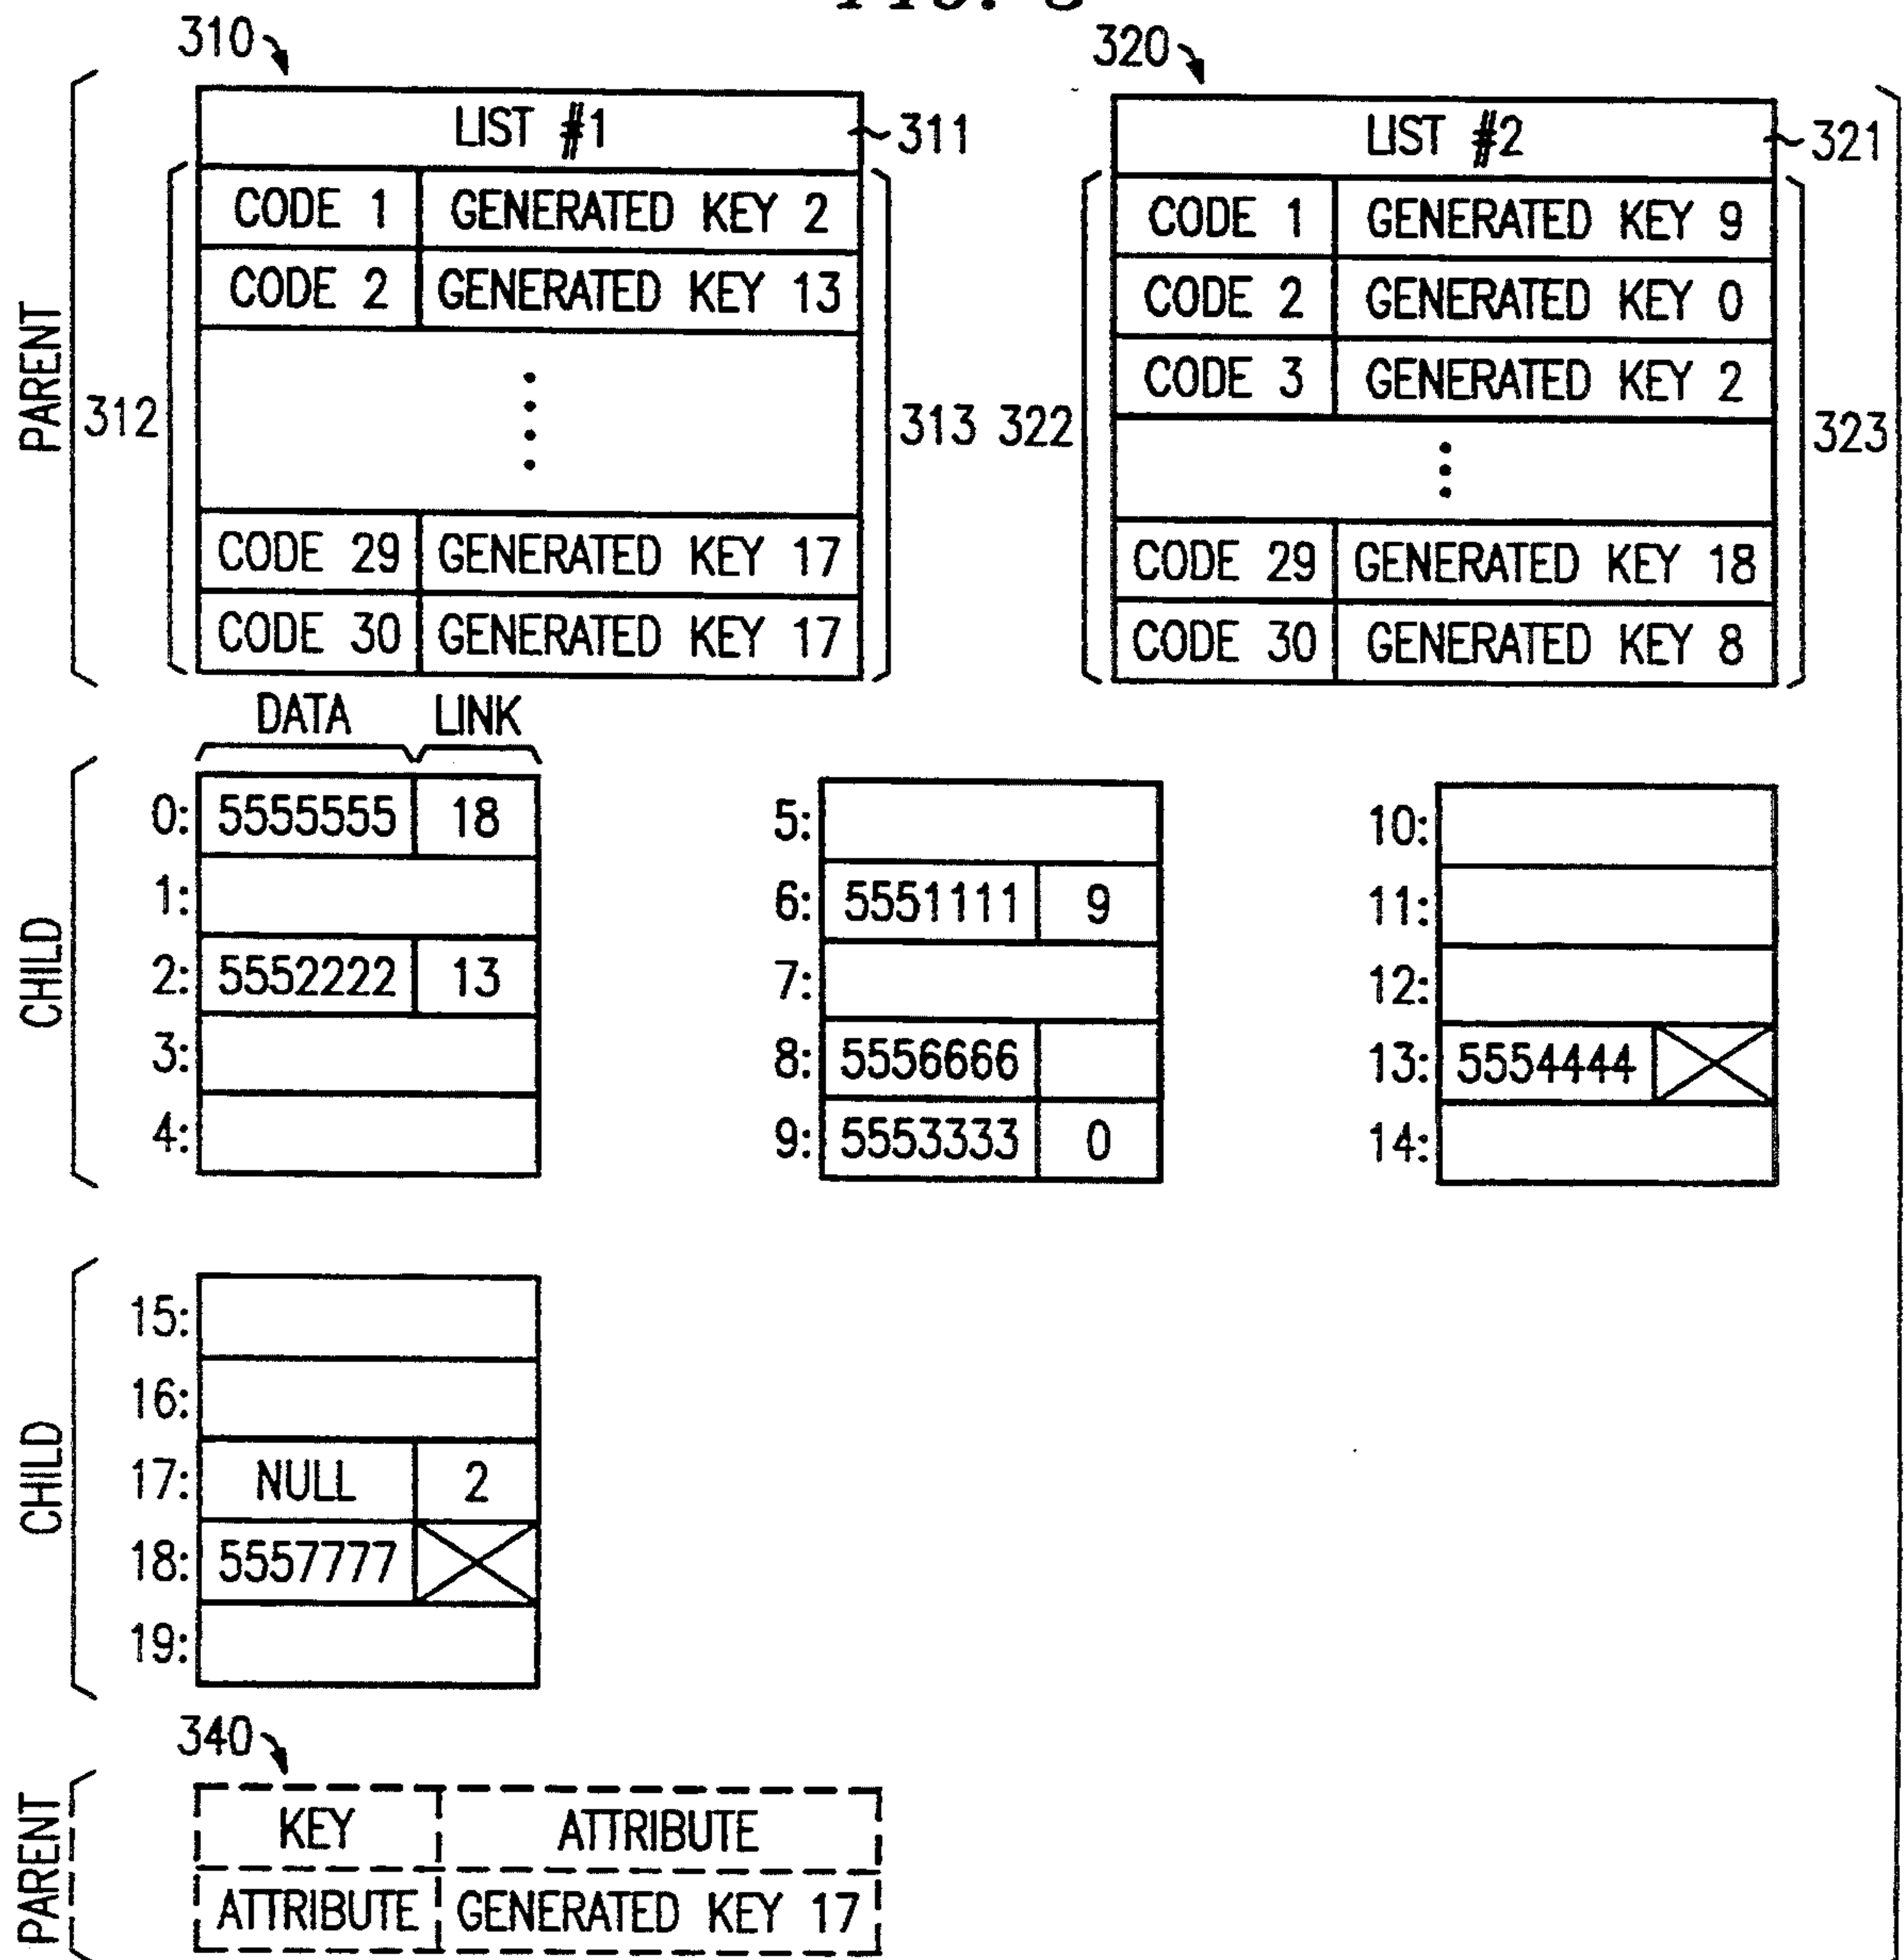 310
320
PARENT
LIST #1
311
CODE 1 GENERATED KEY 2
CODE 2 GENERATED KEY 13
312
313
CODE 29 GENERATED KEY 17
CODE 30 GENERATED KEY 17
LIST #2
321
CODE 1 GENERATED KEY 9
CODE 2 GENERATED KEY 0
CODE 3 GENERATED KEY 2
322
323
CODE 29 GENERATED KEY 18
CODE 30 GENERATED KEY 8
DATA LINK
CHILD
0: 5555555 18
1:
2: 5552222 13
3:
4:
5:
6: 5551111 9
7:
8: 5556666
9: 5553333 0
10:
11:
12:
13: 5554444
14:
CHILD
15:
16:
17: NULL 2
18: 5557777
19:
340
PARENT
KEY ATTRIBUTE
ATTRIBUTE GENERATED KEY 17